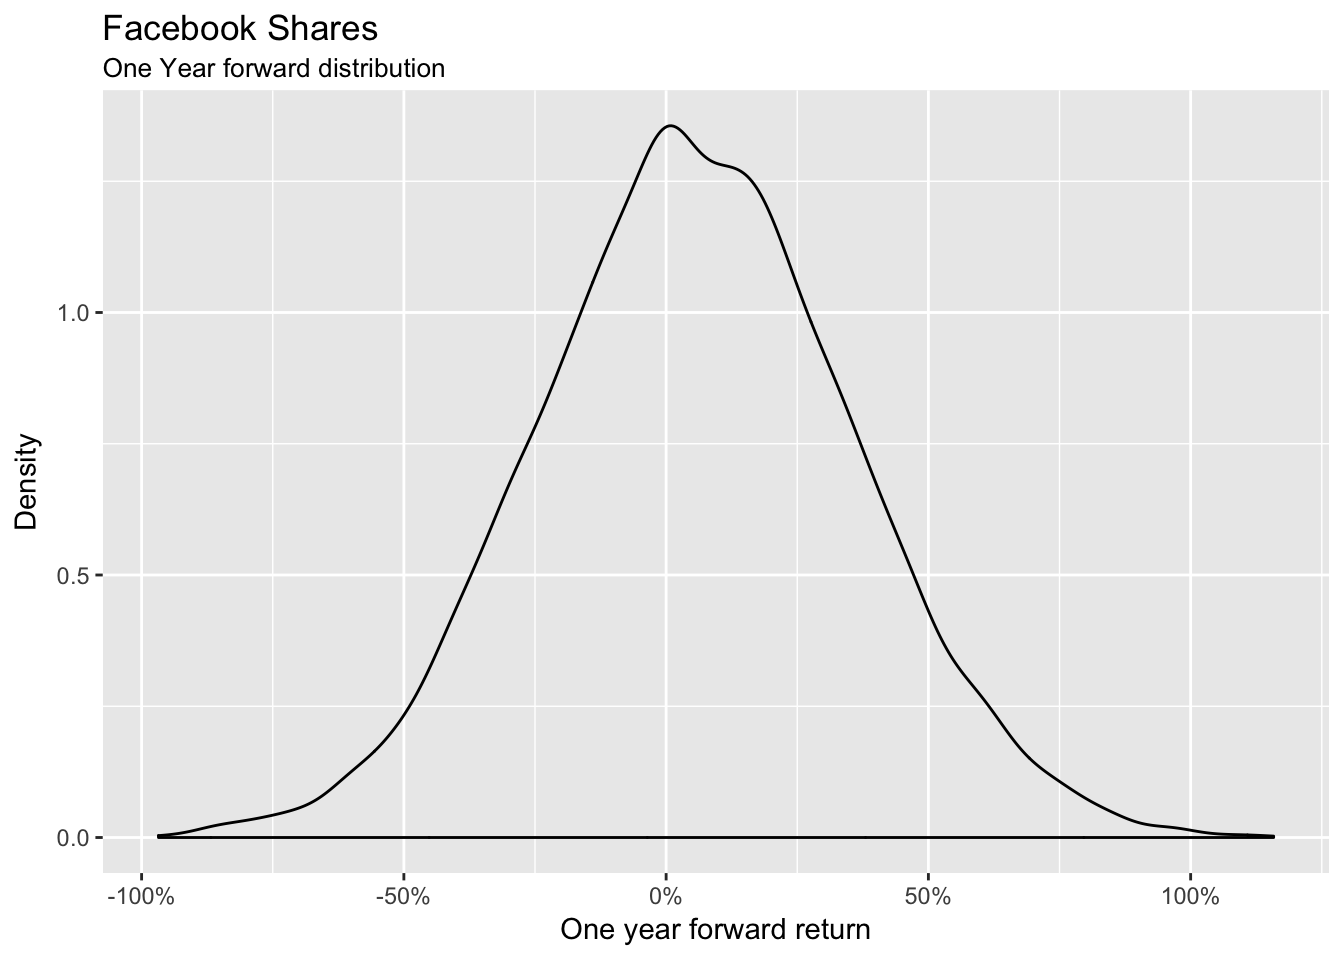 Facebook Shares
One Year forward distribution
Density
1.0
0.5
0.0
-100% -50% 0% 50% 100%
One year forward return